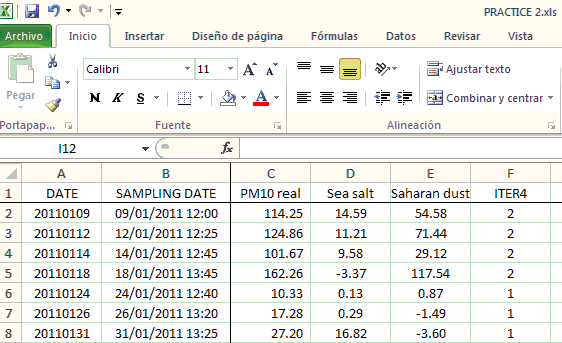 PRACTICE 2.xls
Archivo Inicio Insertar Diseño de página Fórmulas Datos Revisar Vista
Calibri 11 A A Ajustar texto
Pegar N K S A Combinar y centrar
Portapap... Fuente Alineación
I12 fx
A B C D E F
1 DATE SAMPLING DATE PM10 real Sea salt Saharan dust ITER4
2 20110109 09/01/2011 12:00 114.25 14.59 54.58 2
3 20110112 12/01/2011 12:25 124.86 11.21 71.44 2
4 20110114 14/01/2011 12:45 101.67 9.58 29.12 2
5 20110118 18/01/2011 13:45 162.26 -3.37 117.54 2
6 20110124 24/01/2011 12:40 10.33 0.13 0.87 1
7 20110126 26/01/2011 13:20 17.28 0.29 -1.49 1
8 20110131 31/01/2011 13:25 27.20 16.82 -3.60 1